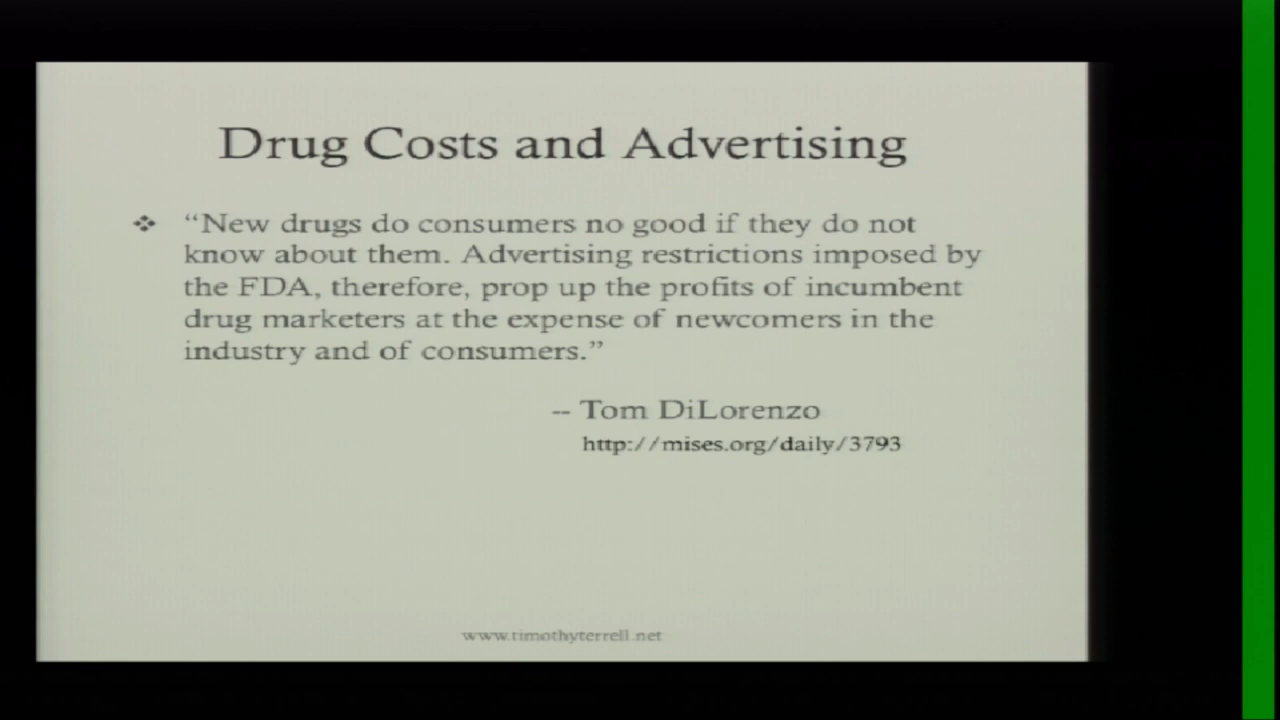 Drug Costs and Advertising
❖ “New drugs do consumers no good if they do not
know about them. Advertising restrictions imposed by
the FDA, therefore, prop up the profits of incumbent
drug marketers at the expense of newcomers in the
industry and of consumers.”
-- Tom DiLorenzo
http://mises.org/daily/3793
www.timothyterrell.net